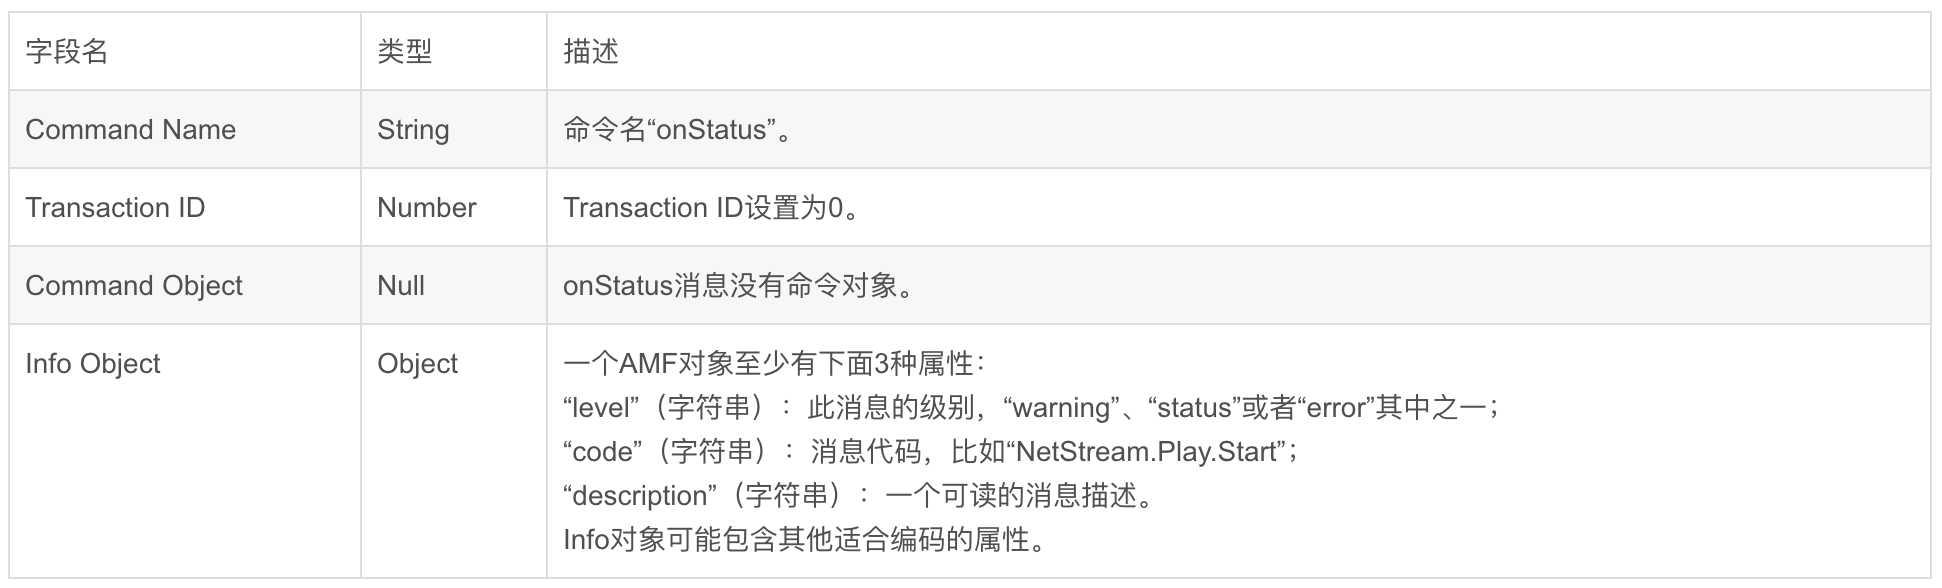 字段名 类型 描述
Command Name String 命令名“onStatus”。
Transaction ID Number Transaction ID设置为0。
Command Object Null onStatus消息没有命令对象。
Info Object Object 一个AMF对象至少有下面3种属性：
“level”（字符串）：此消息的级别，“warning”、“status”或者“error”其中之一；
“code”（字符串）：消息代码，比如“NetStream.Play.Start”；
“description”（字符串）：一个可读的消息描述。
Info对象可能包含其他适合编码的属性。